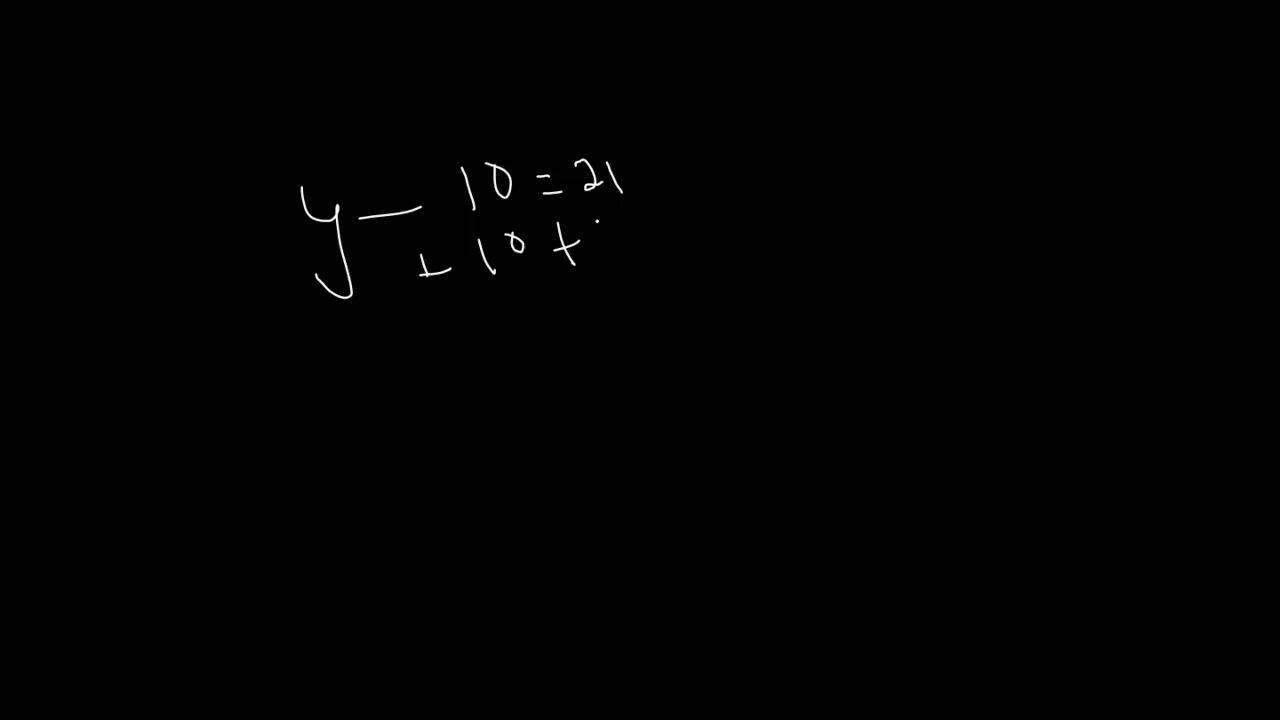 y - 10 = 21
+ 10 +